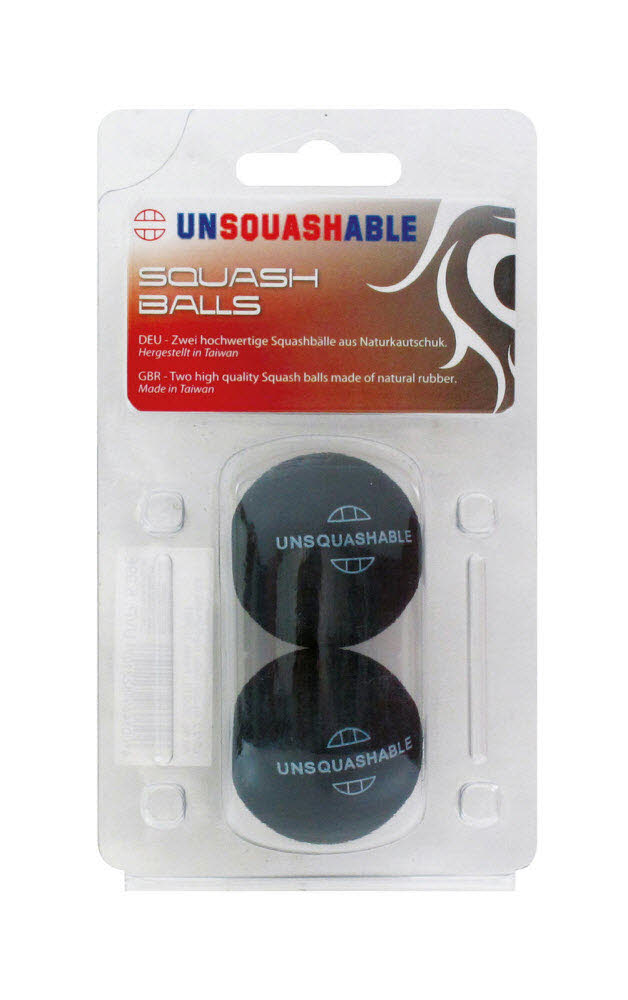 UNSQUASHABLE
SQUASH
BALLS
DEU - Zwei hochwertige Squashbälle aus Naturkautschuk.
Hergestellt in Taiwan
GBR - Two high quality Squash balls made of natural rubber.
Made in Taiwan
UNSQUASHABLE
UNSQUASHABLE